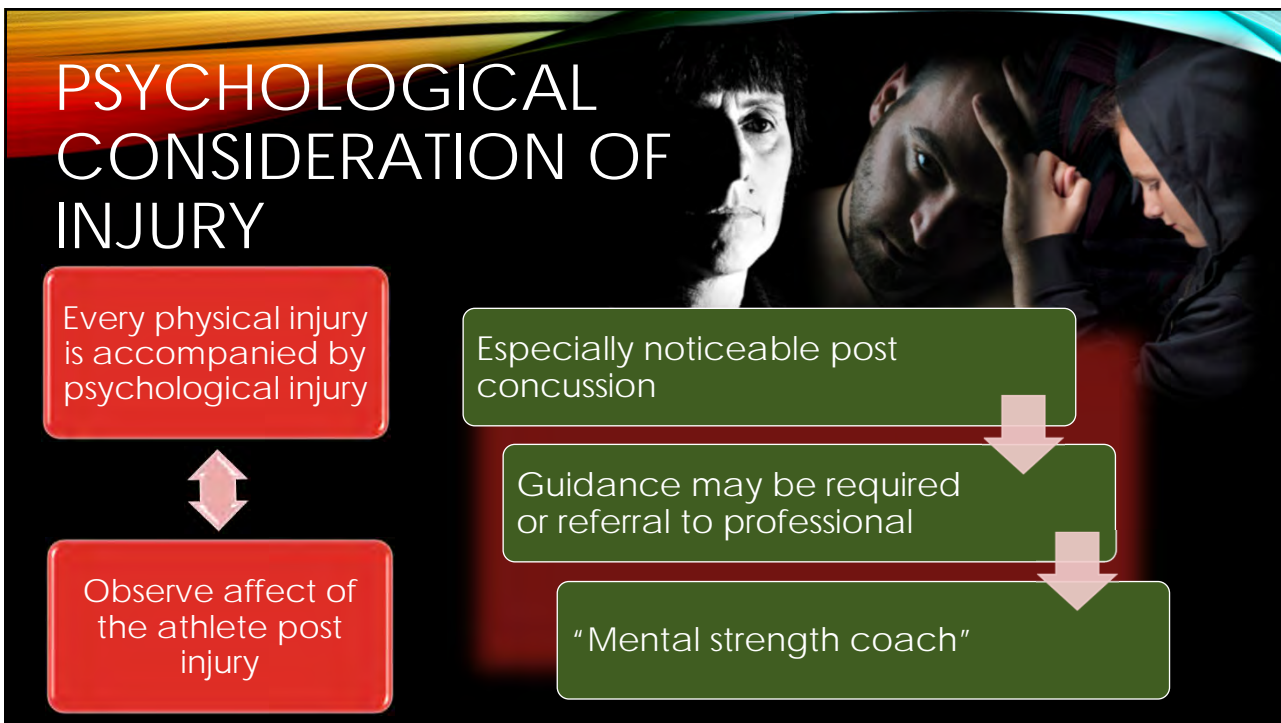 PSYCHOLOGICAL
CONSIDERATION OF
INJURY
Every physical injury
is accompanied by
psychological injury
Observe affect of
the athlete post
injury
Especially noticeable post
concussion
Guidance may be required
or referral to professional
“Mental strength coach”